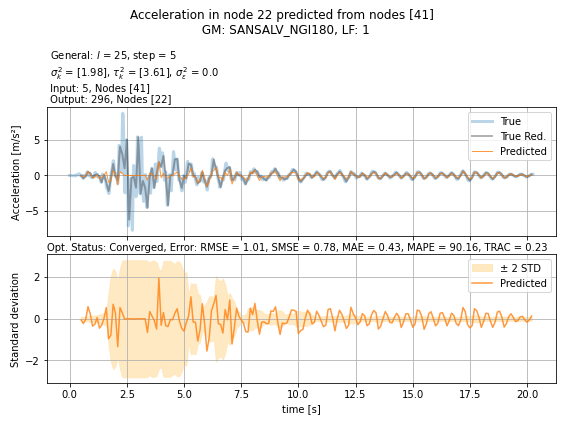 Acceleration in node 22 predicted from nodes [41]
GM: SANSALV_NGI180, LF: 1
General: l = 25, step = 5
σ²ₖ = [1.98], τ²ₖ = [3.61], σ²ε = 0.0
Input: 5, Nodes [41]
Output: 296, Nodes [22]
Acceleration [m/s²]
5
0
−5
True
True Red.
Predicted
Opt. Status: Converged, Error: RMSE = 1.01, SMSE = 0.78, MAE = 0.43, MAPE = 90.16, TRAC = 0.23
Standard deviation
2
0
−2
± 2 STD
Predicted
0.0 2.5 5.0 7.5 10.0 12.5 15.0 17.5 20.0
time [s]